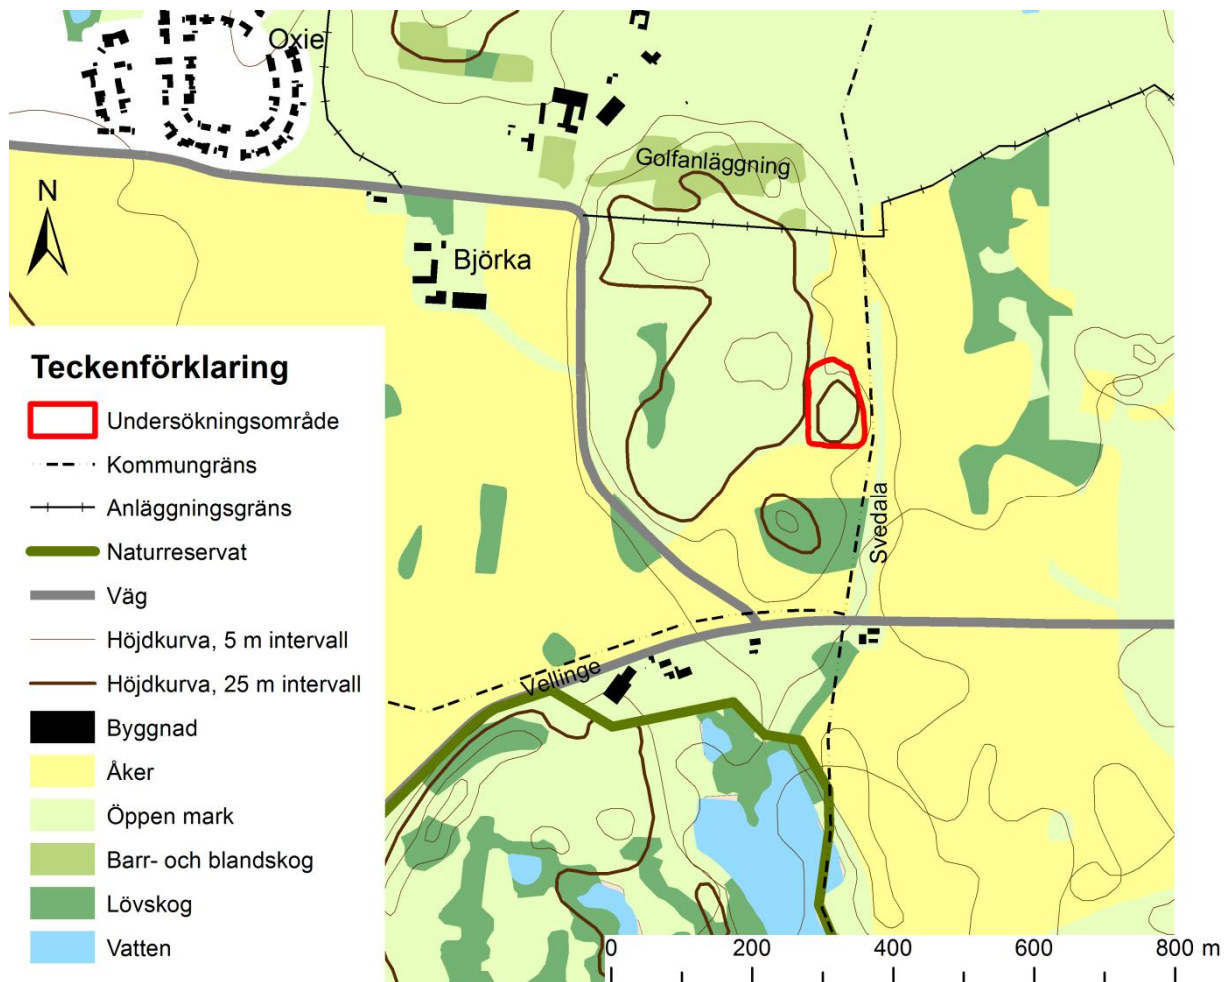 Oxie
Golfanläggning
N
Björka
Svedala
Vellinge
Teckenförklaring
Undersökningsområde
Kommungräns
Anläggningsgräns
Naturreservat
Väg
Höjdkurva, 5 m intervall
Höjdkurva, 25 m intervall
Byggnad
Åker
Öppen mark
Barr- och blandskog
Lövskog
Vatten
0 200 400 600 800 m